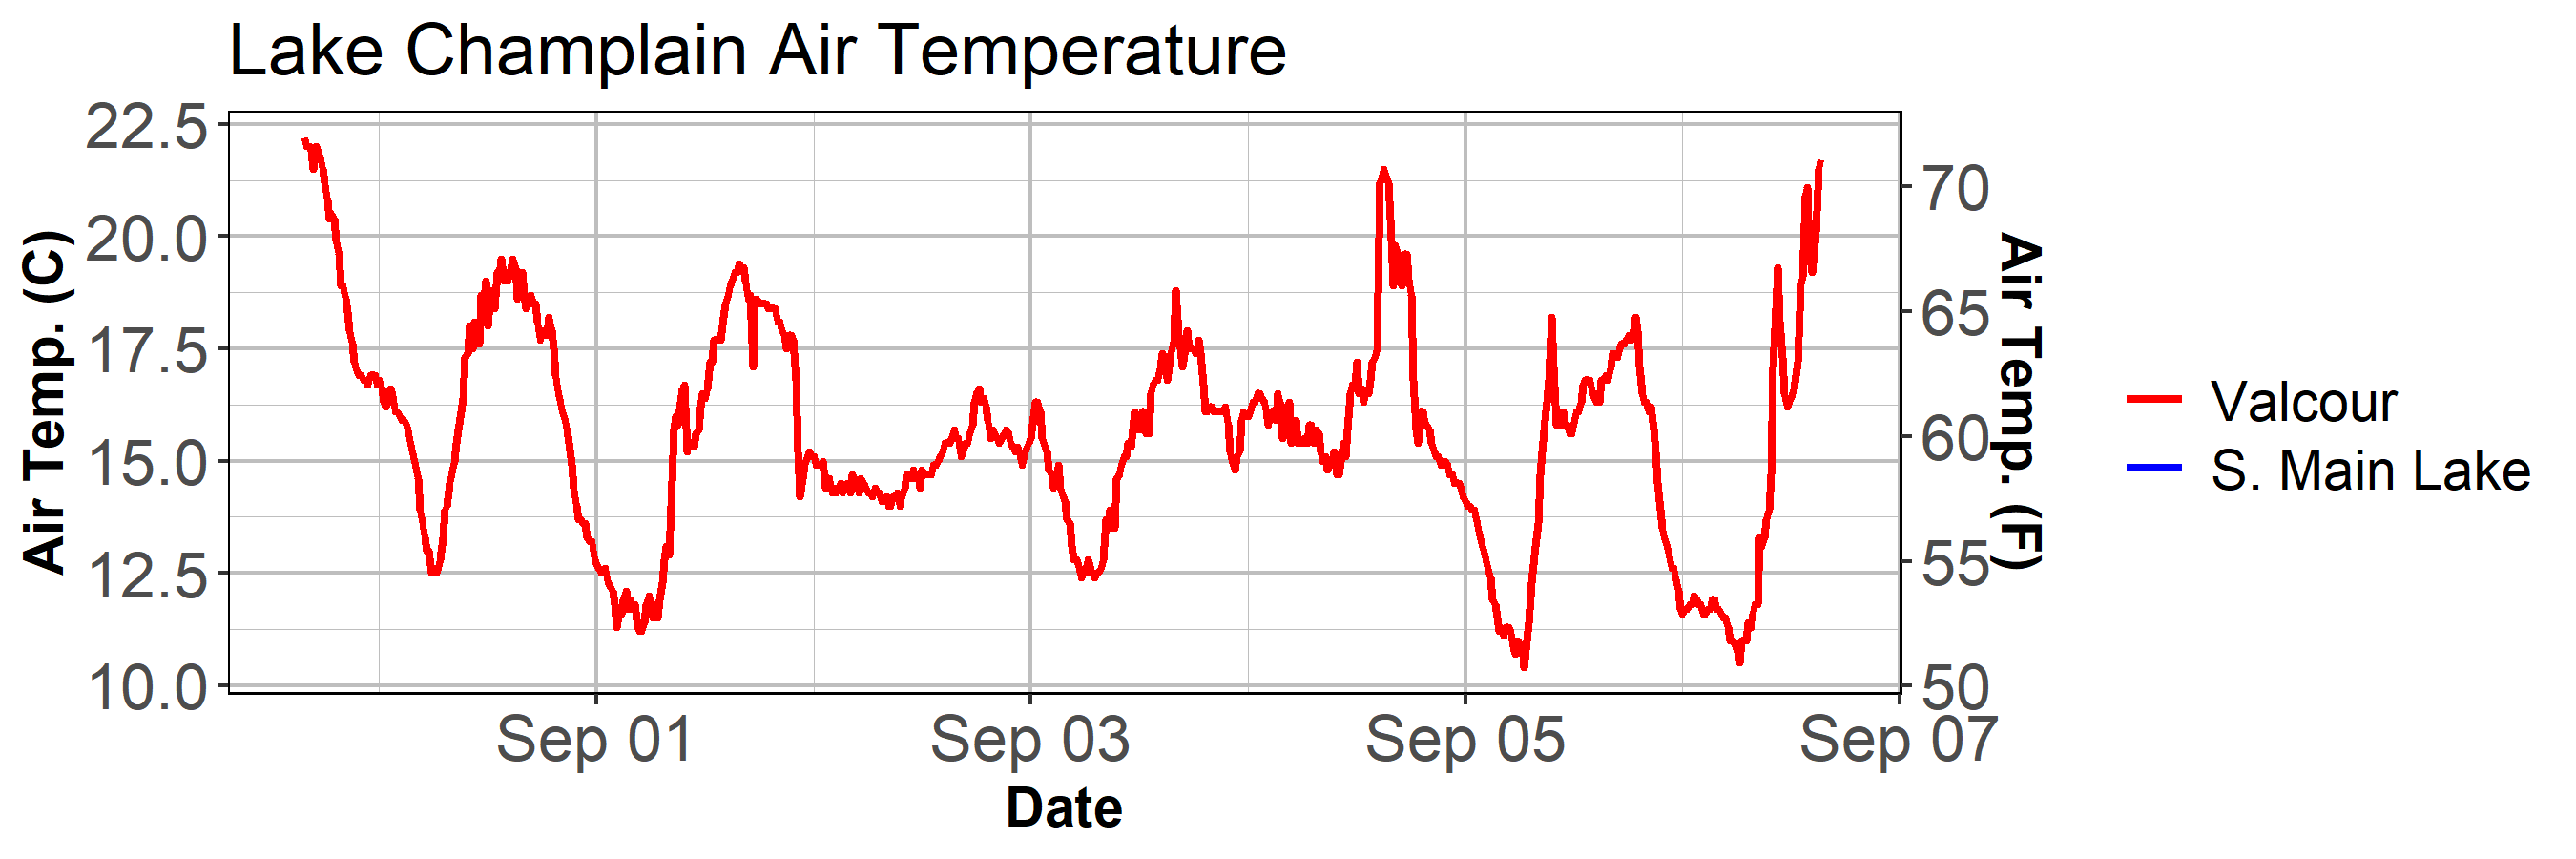 Lake Champlain Air Temperature
22.5
20.0
17.5
15.0
12.5
10.0
Air Temp. (C)
70
65
60
55
50
Air Temp. (F)
Sep 01
Sep 03
Sep 05
Sep 07
Date
Valcour
S. Main Lake